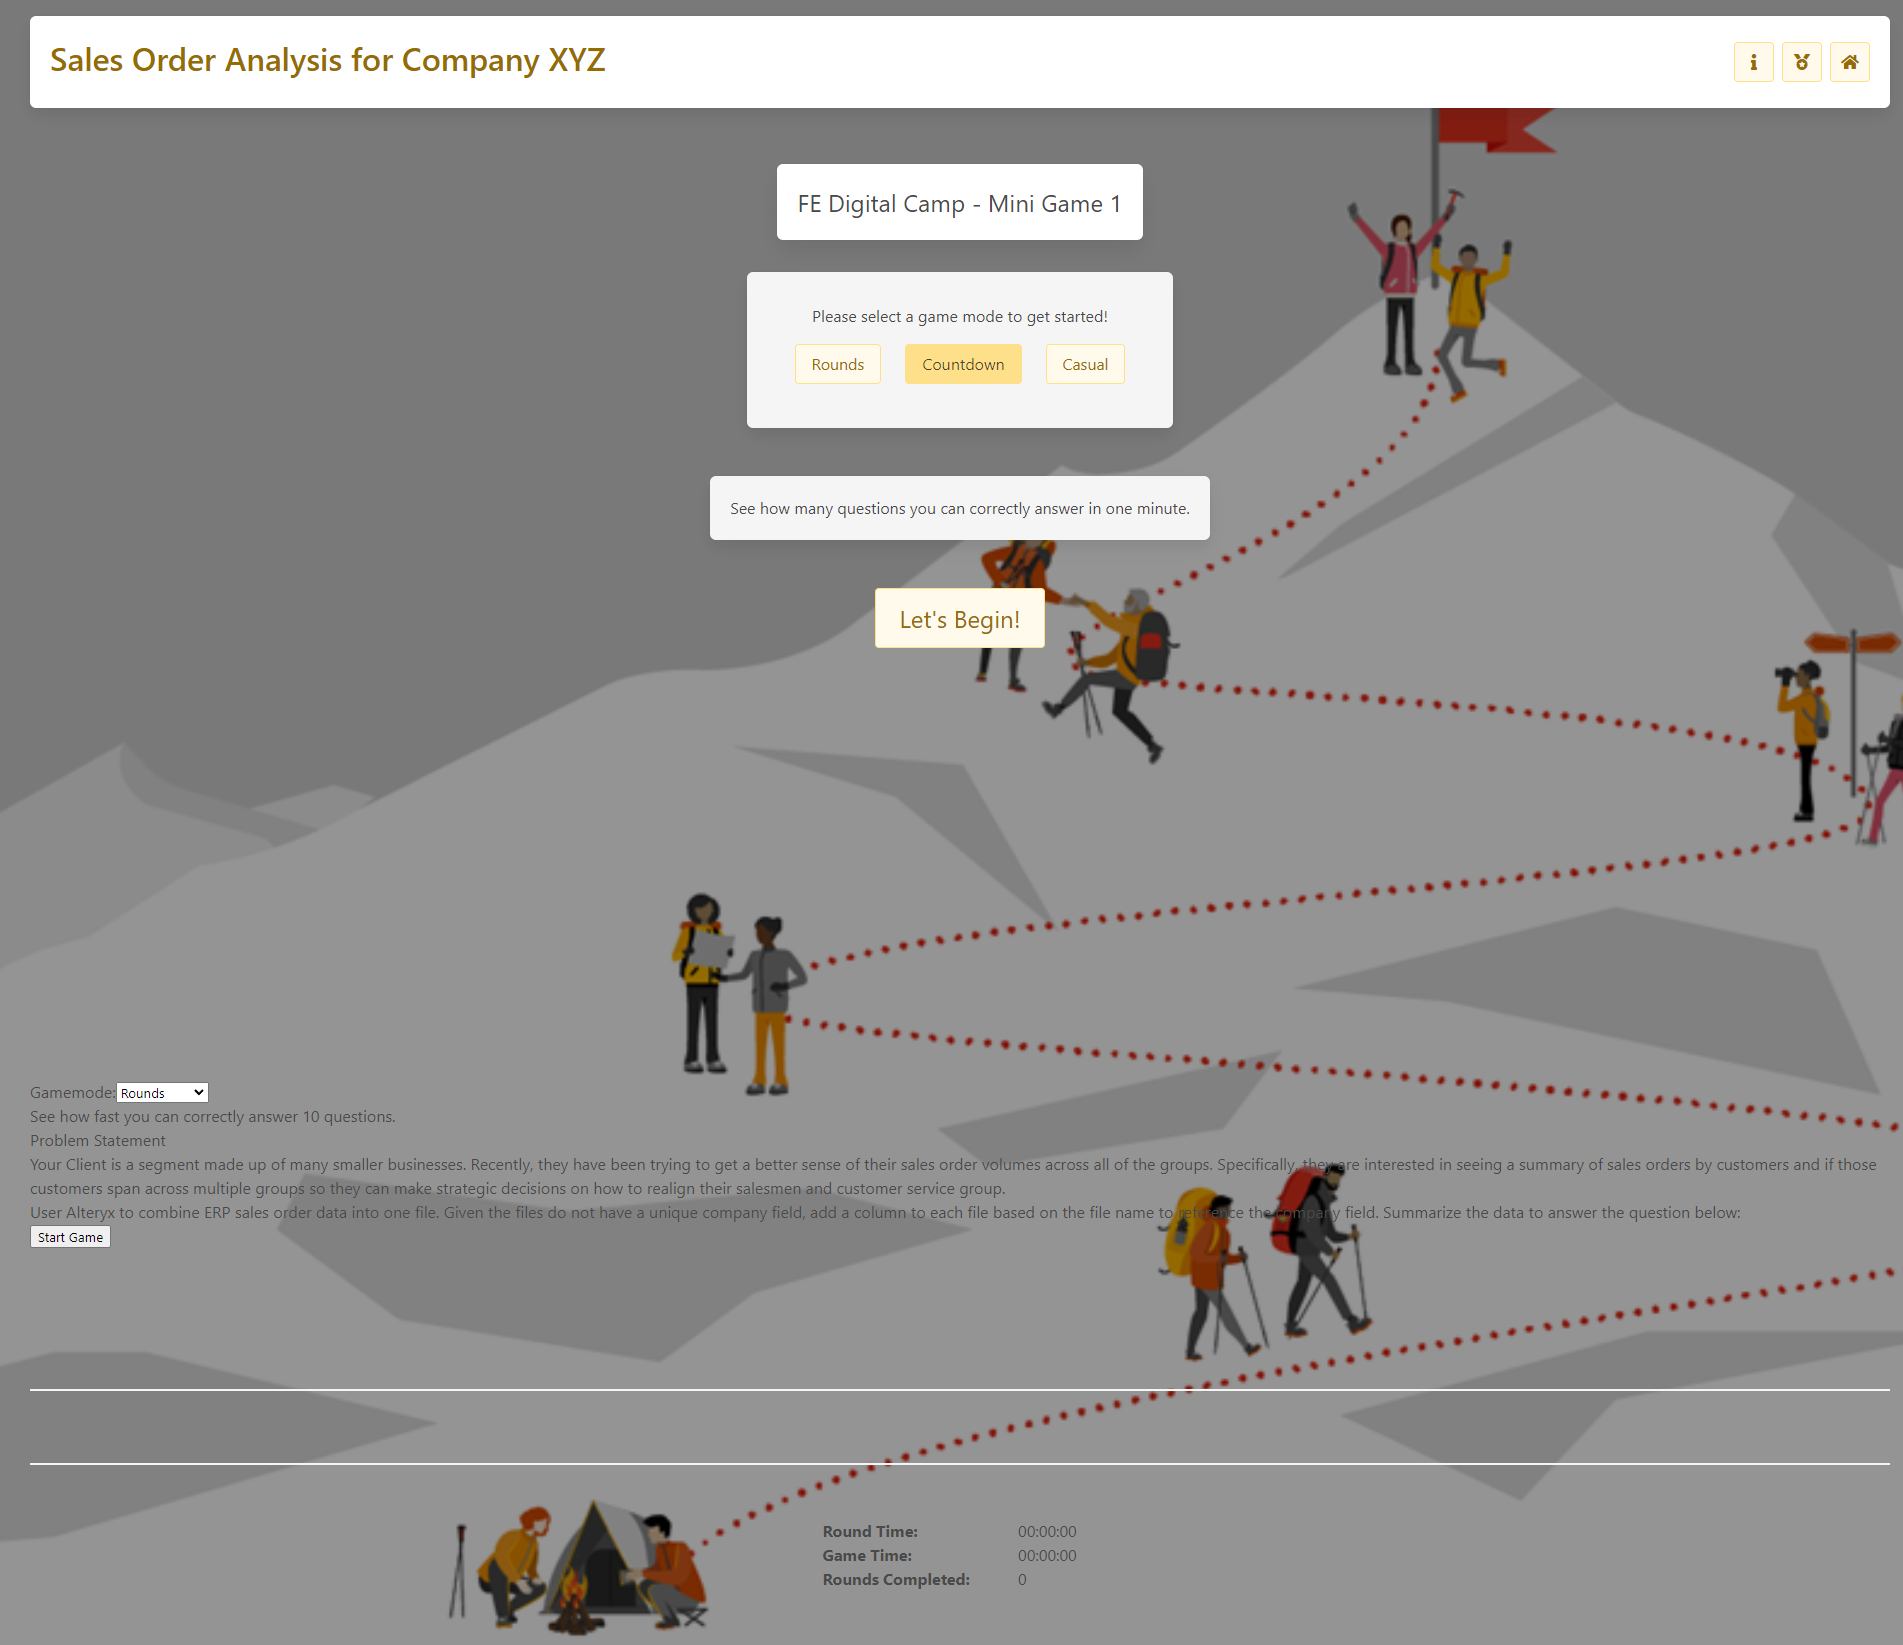 Sales Order Analysis for Company XYZ
FE Digital Camp - Mini Game 1
Please select a game mode to get started!
Rounds Countdown Casual
See how many questions you can correctly answer in one minute.
Let's Begin!
Gamemode: Rounds
See how fast you can correctly answer 10 questions.
Problem Statement
Your Client is a segment made up of many smaller businesses. Recently, they have been trying to get a better sense of their sales order volumes across all of the groups. Specifically, they are interested in seeing a summary of sales orders by customers and if those
customers span across multiple groups so they can make strategic decisions on how to realign their salesmen and customer service group.
User Alteryx to combine ERP sales order data into one file. Given the files do not have a unique company field, add a column to each file based on the file name to reference the company field. Summarize the data to answer the question below:
Start Game
Round Time: 00:00:00
Game Time: 00:00:00
Rounds Completed: 0